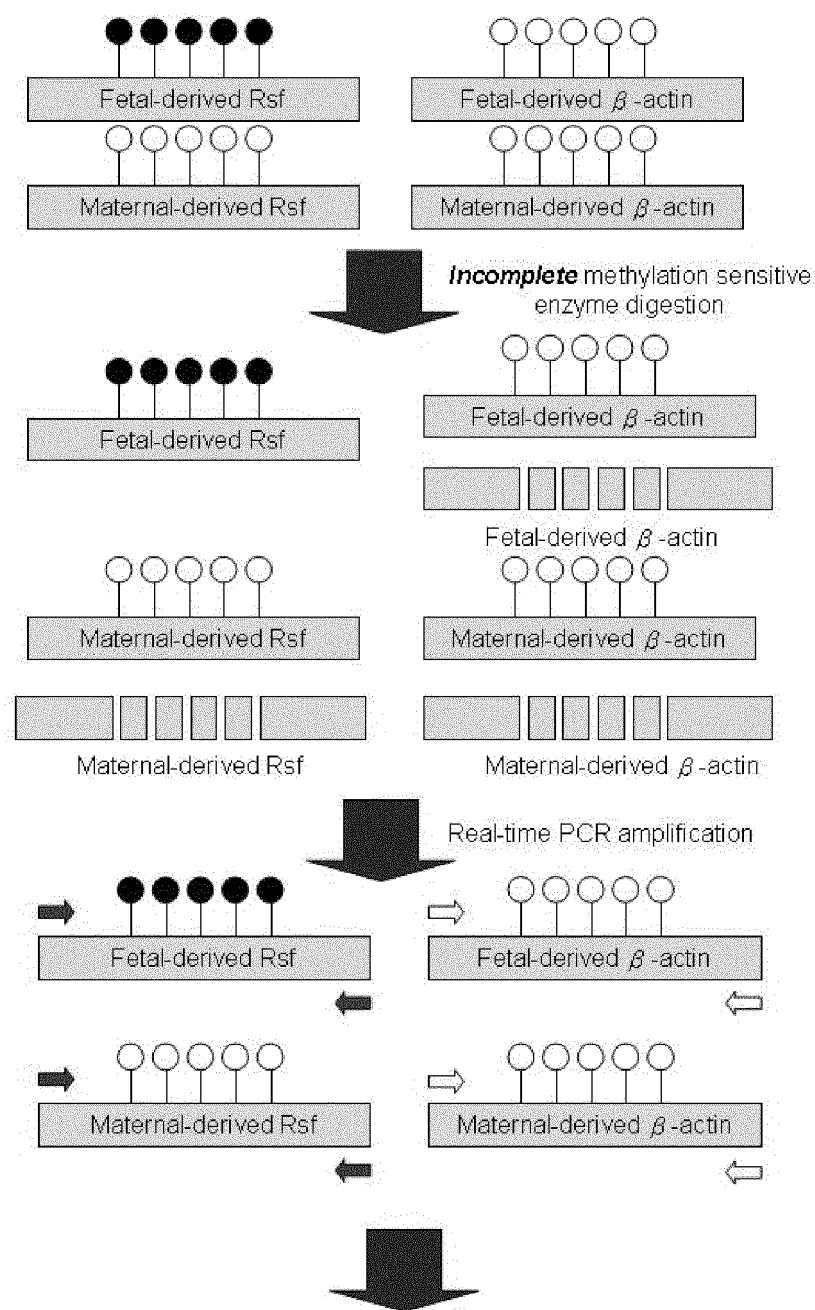 Fetal-derived Rsf
Fetal-derived β-actin
Maternal-derived Rsf
Maternal-derived β-actin
Incomplete methylation sensitive
enzyme digestion
Fetal-derived Rsf
Fetal-derived β-actin
Fetal-derived β-actin
Maternal-derived Rsf
Maternal-derived β-actin
Maternal-derived Rsf
Maternal-derived β-actin
Real-time PCR amplification
Fetal-derived Rsf
Fetal-derived β-actin
Maternal-derived Rsf
Maternal-derived β-actin